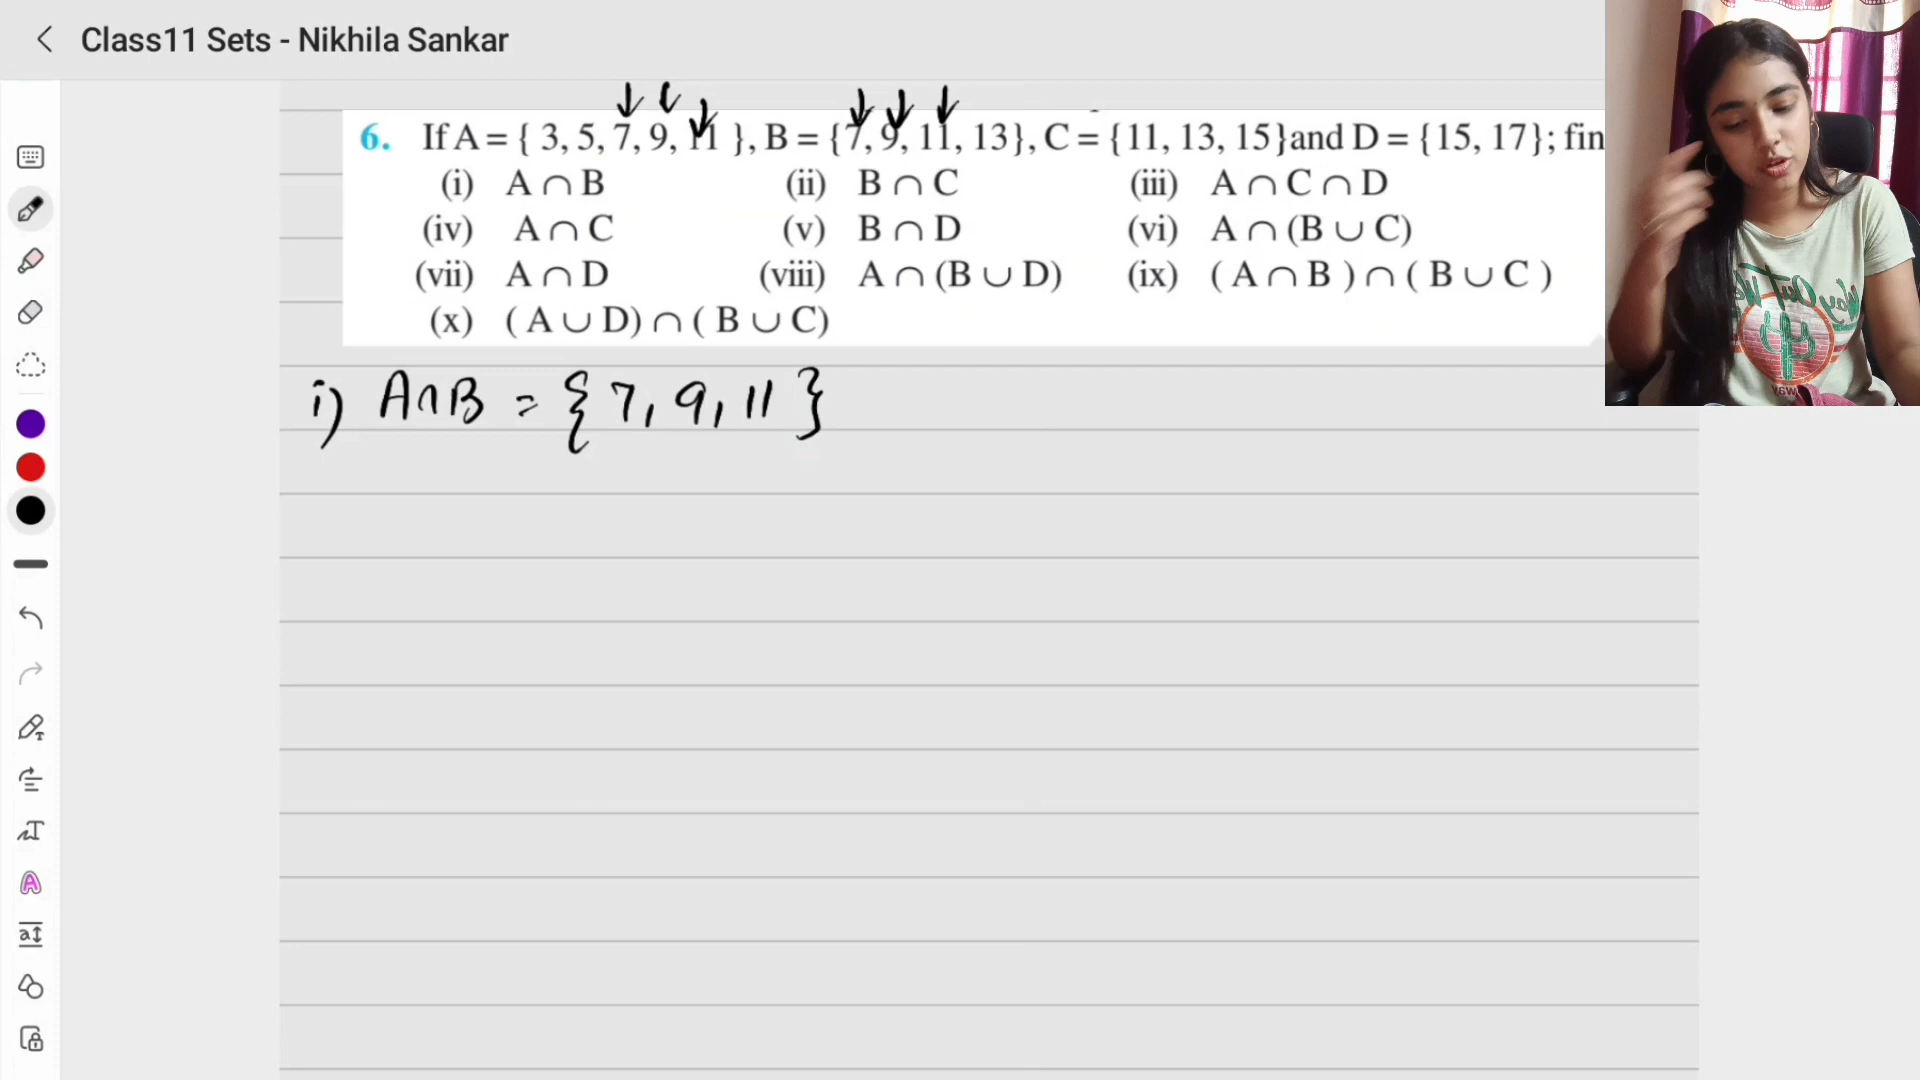 Class11 Sets - Nikhila Sankar
6. If A = { 3, 5, 7, 9, 11 }, B = {7, 9, 11, 13}, C = {11, 13, 15}and D = {15, 17}; fin
(i) A ∩ B (ii) B ∩ C (iii) A ∩ C ∩ D
(iv) A ∩ C (v) B ∩ D (vi) A ∩ (B ∪ C)
(vii) A ∩ D (viii) A ∩ (B ∪ D) (ix) ( A ∩ B ) ∩ ( B ∪ C )
(x) ( A ∪ D) ∩ ( B ∪ C)
i) A∩B = { 7, 9, 11 }